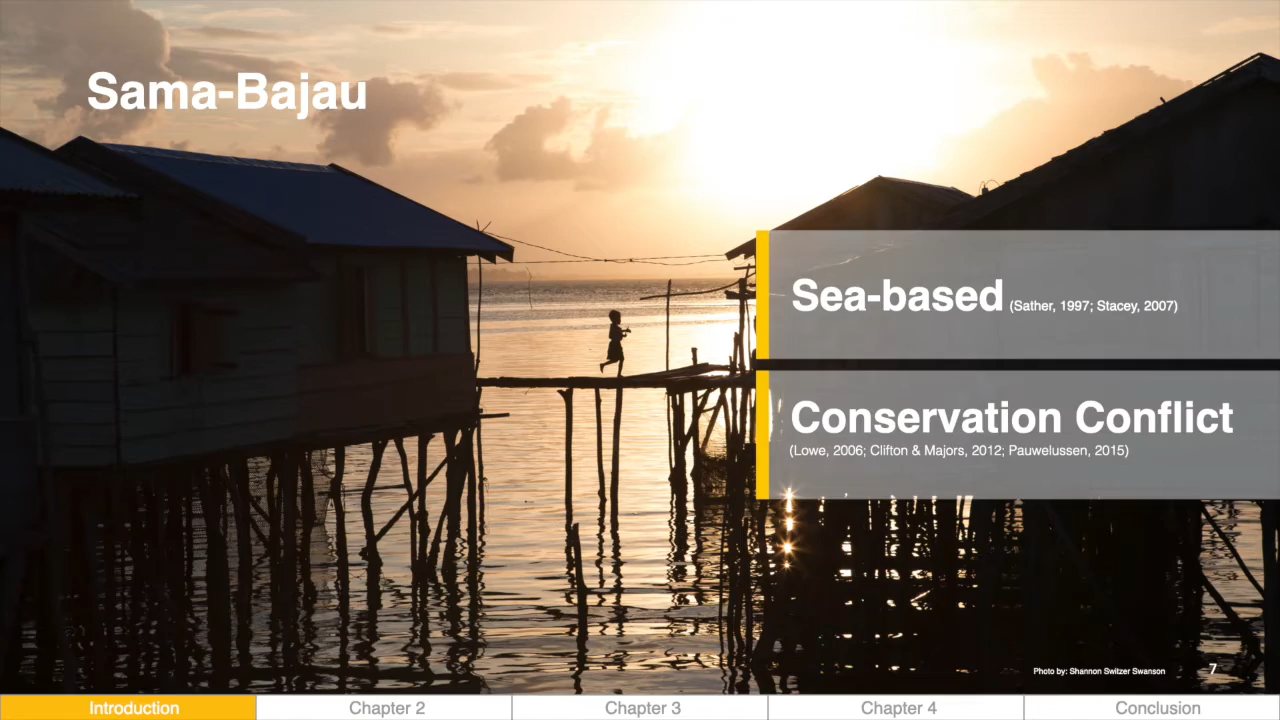 Sama-Bajau
Sea-based (Sather, 1997; Stacey, 2007)
Conservation Conflict
(Lowe, 2006; Clifton & Majors, 2012; Pauwelussen, 2015)
Photo by: Shannon Switzer Swanson
7
Introduction
Chapter 2
Chapter 3
Chapter 4
Conclusion